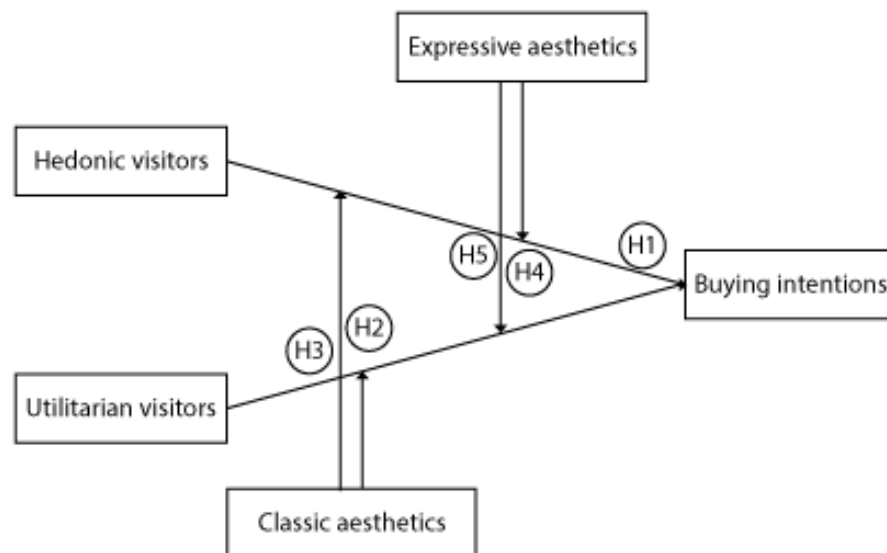 Expressive aesthetics
Hedonic visitors
H1
H5
H4
Buying intentions
H2
H3
Utilitarian visitors
Classic aesthetics